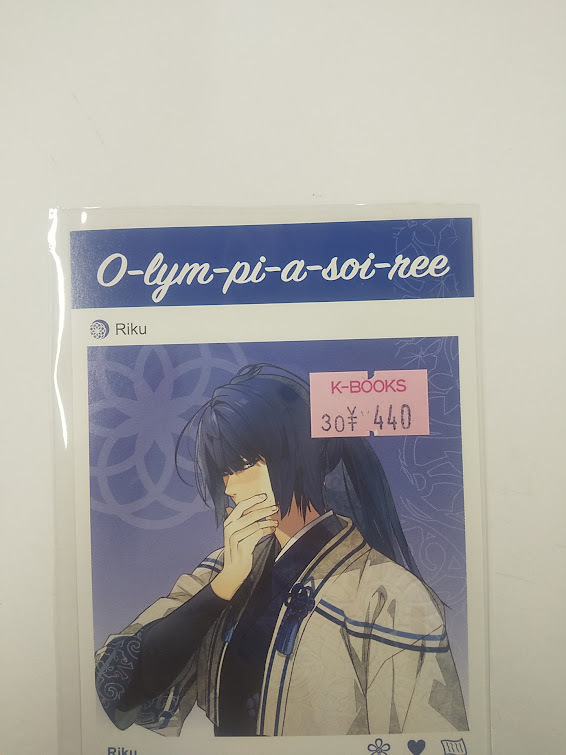 O-lym-pi-a-soi-ree
Riku
K-BOOKS
30¥ 440
Riku